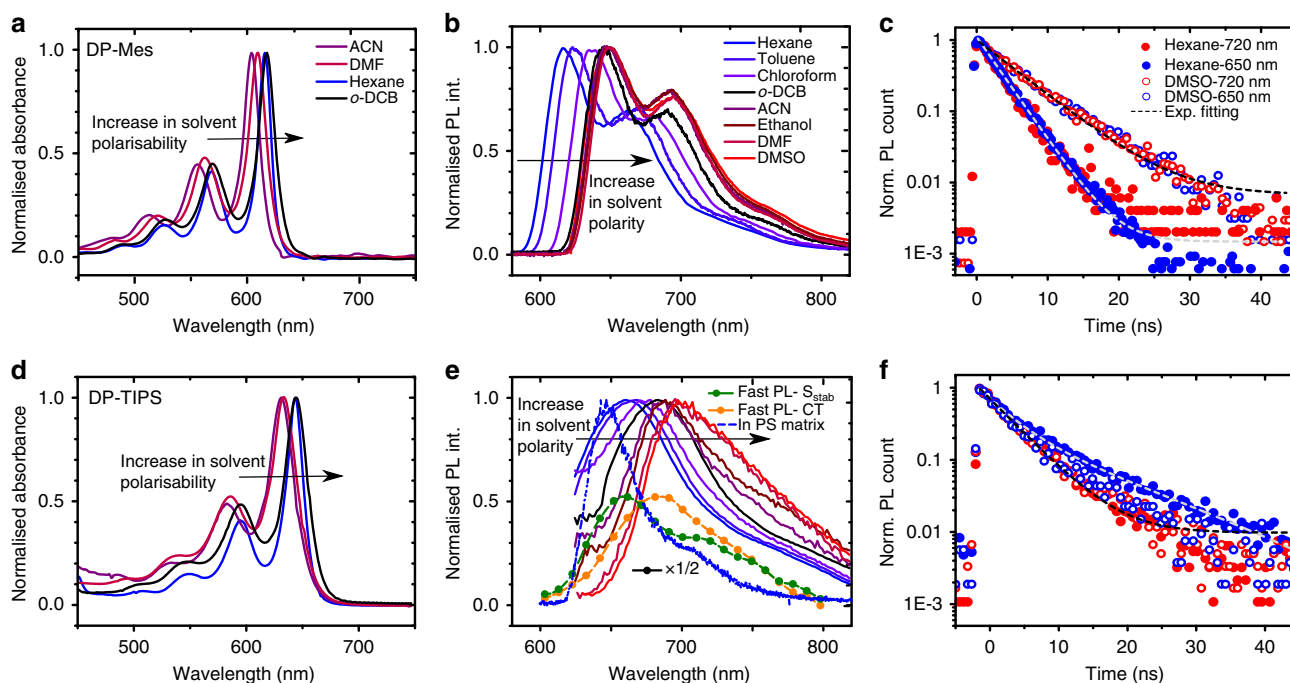 a
DP-Mes
ACN
DMF
Hexane
o-DCB
Increase in solvent
polarisability
Normalised absorbance
1.0
0.5
0.0
500
600
700
Wavelength (nm)
b
Hexane
Toluene
Chloroform
o-DCB
ACN
Ethanol
DMF
DMSO
Increase
in solvent
polarity
Normalised PL int.
1.0
0.5
0.0
600
700
800
Wavelength (nm)
c
Hexane-720 nm
Hexane-650 nm
DMSO-720 nm
DMSO-650 nm
Exp. fitting
Norm. PL count
1
0.1
0.01
1E-3
0
10
20
30
40
Time (ns)
d
DP-TIPS
Increase in solvent
polarisability
Normalised absorbance
1.0
0.5
0.0
500
600
700
Wavelength (nm)
e
Increase
in solvent
polarity
Fast PL- Sstab
Fast PL- CT
In PS matrix
×1/2
Normalised PL int.
1.0
0.5
0.0
600
700
800
Wavelength (nm)
f
Norm. PL count
1
0.1
0.01
1E-3
0
10
20
30
40
Time (ns)